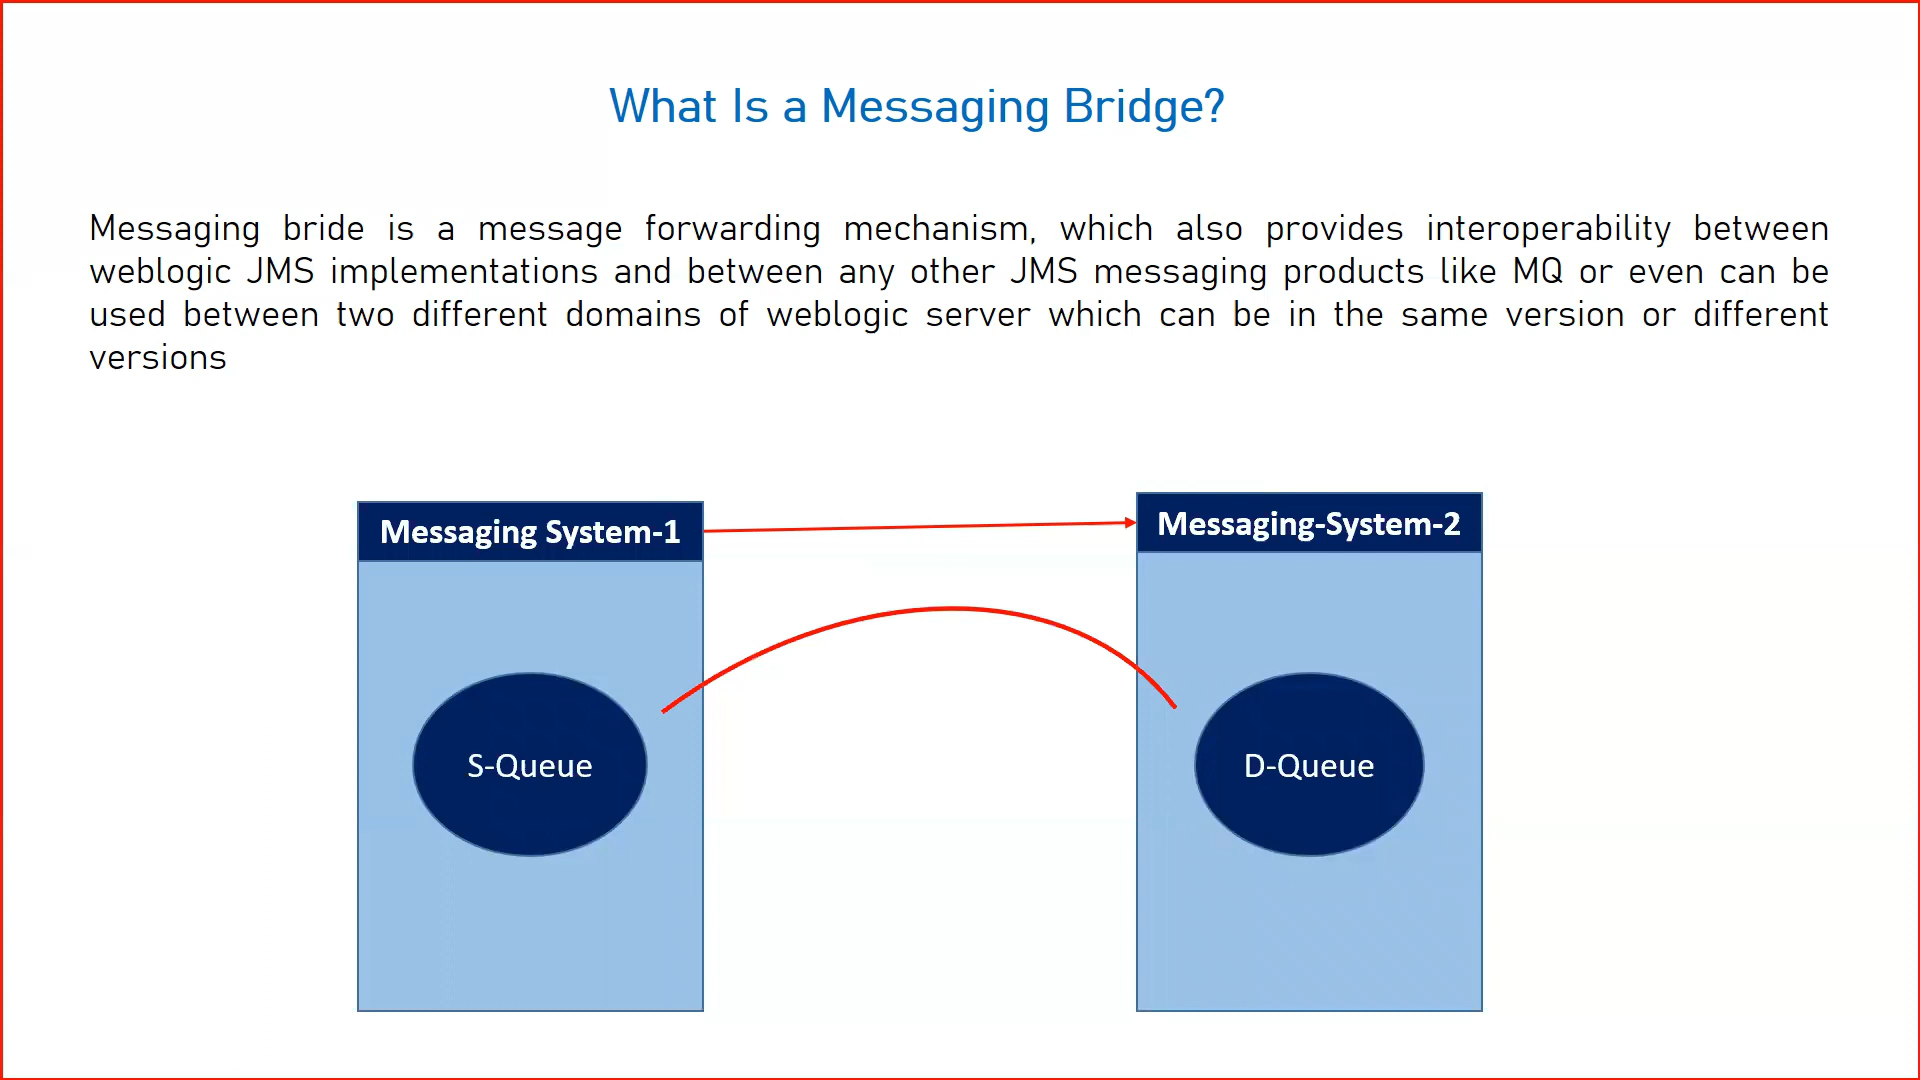 What Is a Messaging Bridge?
Messaging bride is a message forwarding mechanism, which also provides interoperability between
weblogic JMS implementations and between any other JMS messaging products like MQ or even can be
used between two different domains of weblogic server which can be in the same version or different
versions
Messaging System-1
Messaging-System-2
S-Queue
D-Queue